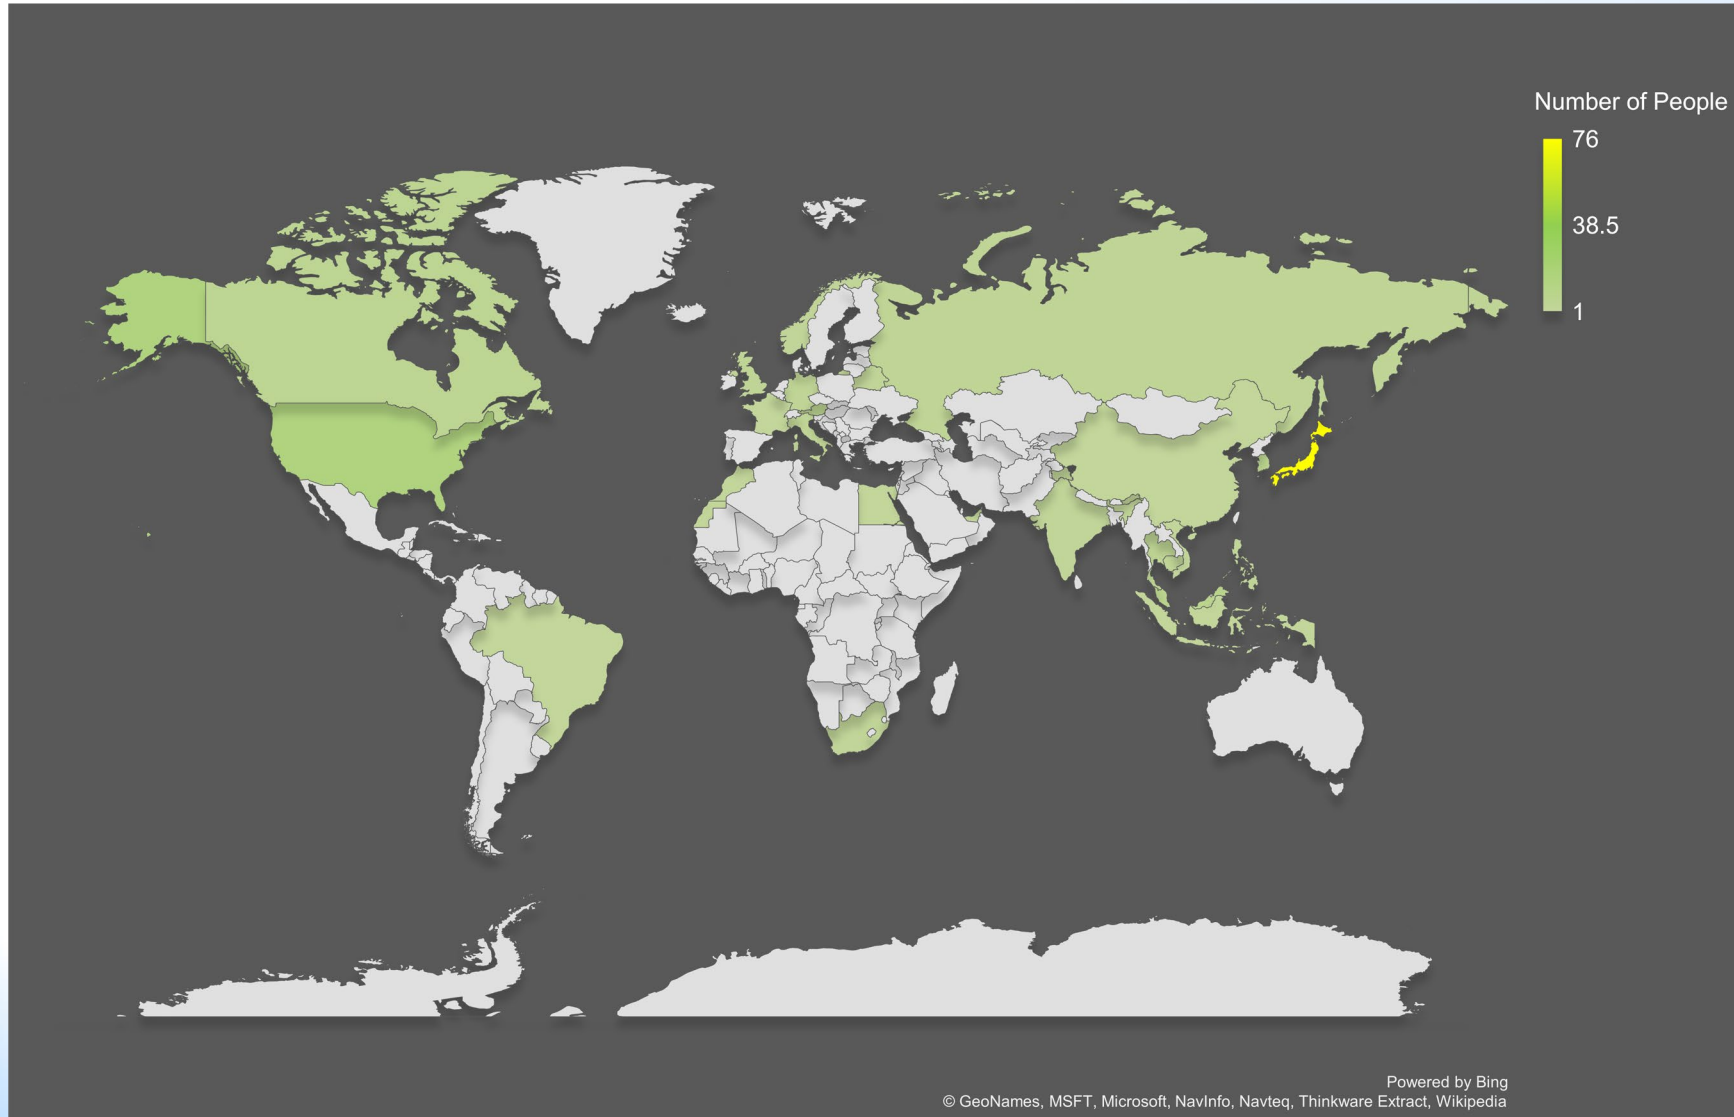 Number of People
76
38.5
1
Powered by Bing
© GeoNames, MSFT, Microsoft, NavInfo, Navteq, Thinkware Extract, Wikipedia